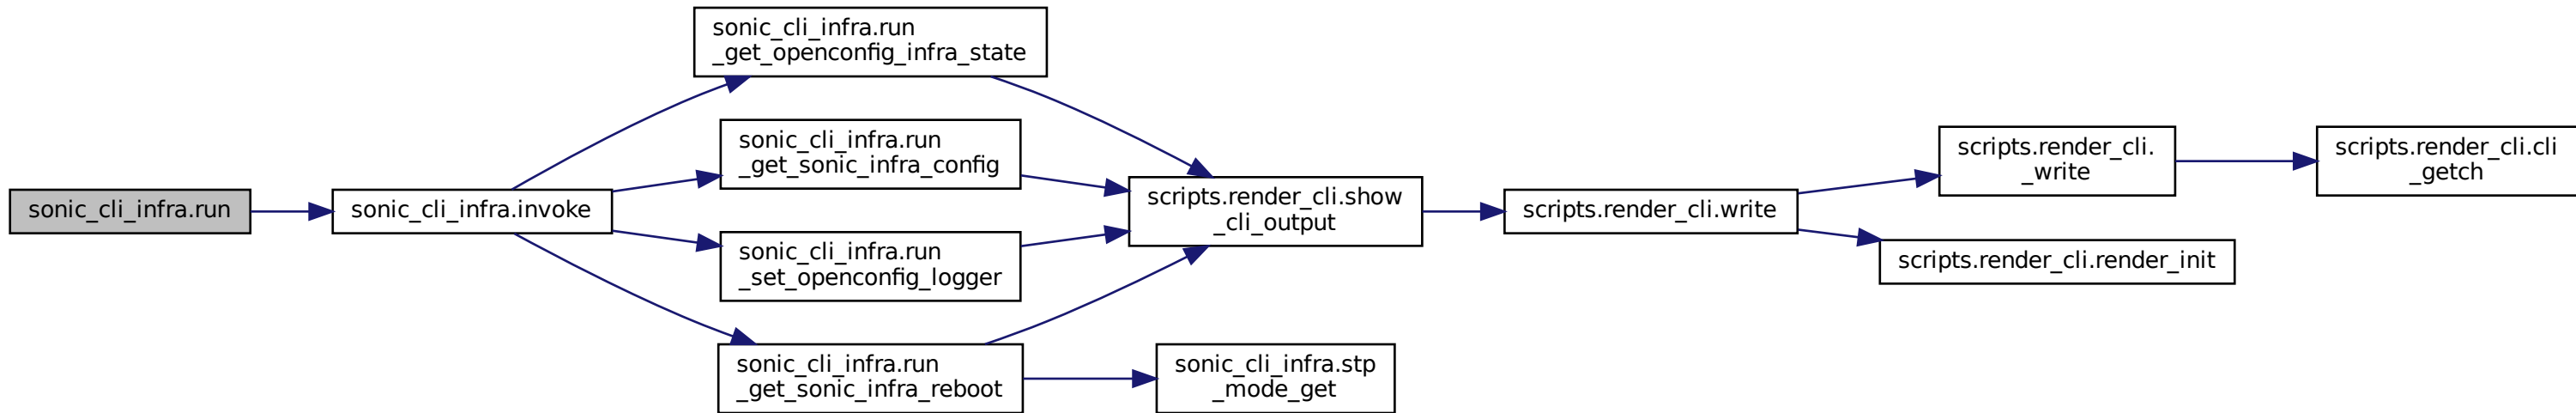 sonic_cli_infra.run
sonic_cli_infra.invoke
sonic_cli_infra.run
_get_openconfig_infra_state
sonic_cli_infra.run
_get_sonic_infra_config
sonic_cli_infra.run
_set_openconfig_logger
sonic_cli_infra.run
_get_sonic_infra_reboot
scripts.render_cli.show
_cli_output
sonic_cli_infra.stp
_mode_get
scripts.render_cli.write
scripts.render_cli.
_write
scripts.render_cli.render_init
scripts.render_cli.cli
_getch